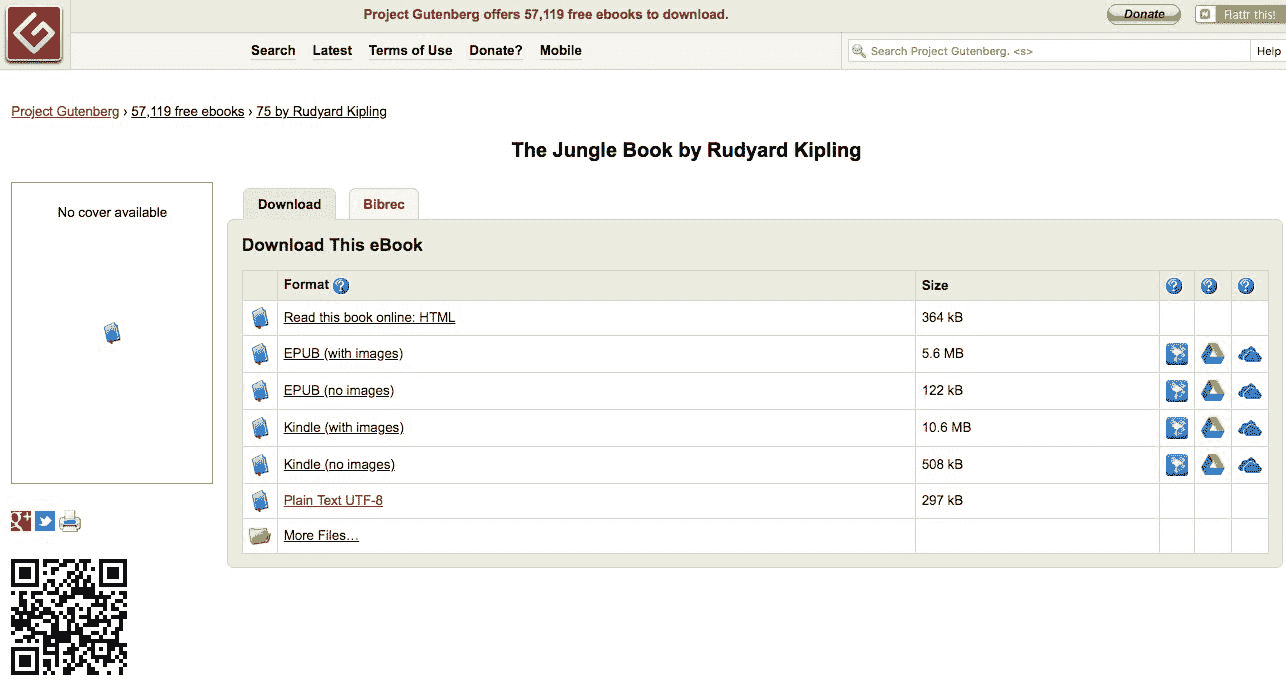 Project Gutenberg offers 57,119 free ebooks to download.
Donate
Flattr this!
Search Latest Terms of Use Donate? Mobile
Search Project Gutenberg. <s>
Help
Project Gutenberg › 57,119 free ebooks › 75 by Rudyard Kipling
The Jungle Book by Rudyard Kipling
No cover available
Download Bibrec
Download This eBook
Format ? Size ? ? ?
Read this book online: HTML 364 kB
EPUB (with images) 5.6 MB
EPUB (no images) 122 kB
Kindle (with images) 10.6 MB
Kindle (no images) 508 kB
Plain Text UTF-8 297 kB
More Files…
g+